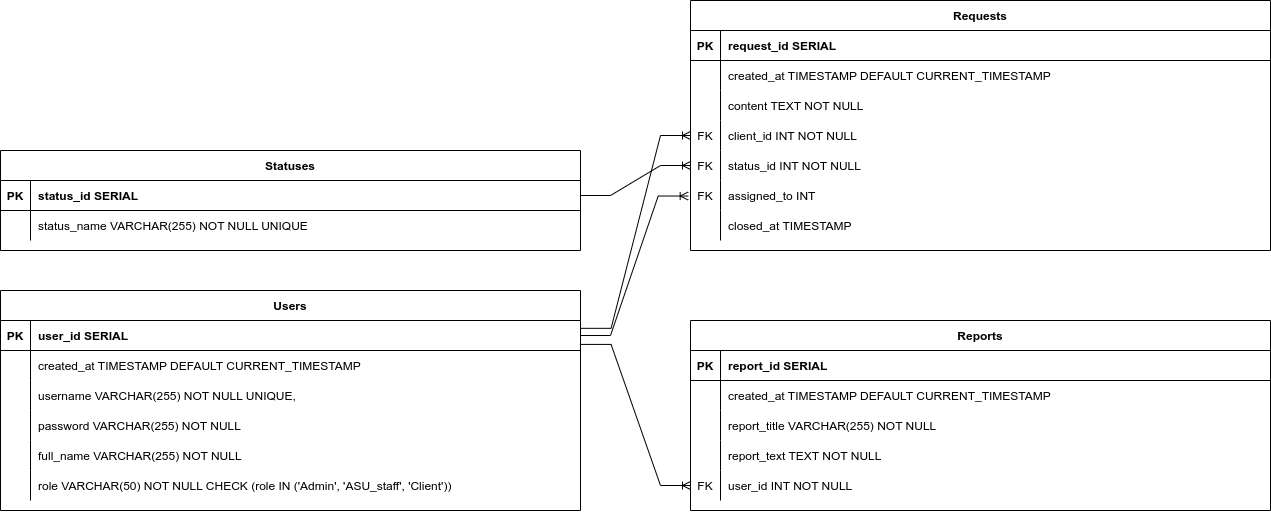 Requests
PK request_id SERIAL
created_at TIMESTAMP DEFAULT CURRENT_TIMESTAMP
content TEXT NOT NULL
FK client_id INT NOT NULL
FK status_id INT NOT NULL
FK assigned_to INT
closed_at TIMESTAMP
Statuses
PK status_id SERIAL
status_name VARCHAR(255) NOT NULL UNIQUE
Users
PK user_id SERIAL
created_at TIMESTAMP DEFAULT CURRENT_TIMESTAMP
username VARCHAR(255) NOT NULL UNIQUE,
password VARCHAR(255) NOT NULL
full_name VARCHAR(255) NOT NULL
role VARCHAR(50) NOT NULL CHECK (role IN ('Admin', 'ASU_staff', 'Client'))
Reports
PK report_id SERIAL
created_at TIMESTAMP DEFAULT CURRENT_TIMESTAMP
report_title VARCHAR(255) NOT NULL
report_text TEXT NOT NULL
FK user_id INT NOT NULL